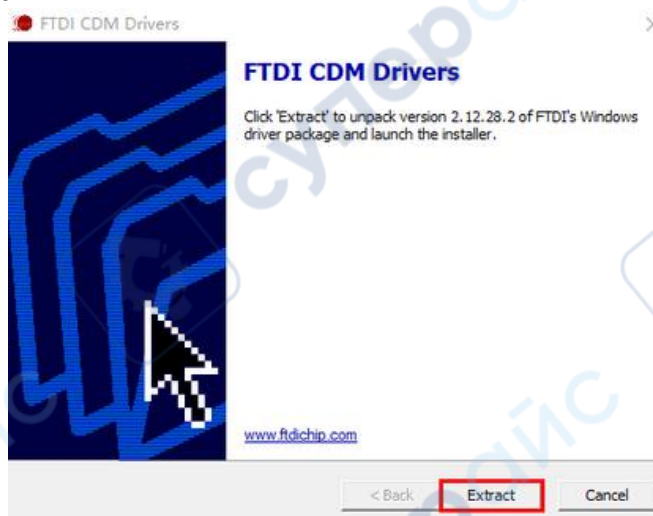 FTDI CDM Drivers
FTDI CDM Drivers
Click 'Extract' to unpack version 2.12.28.2 of FTDI's Windows
driver package and launch the installer.
www.ftdichip.com
< Back Extract Cancel